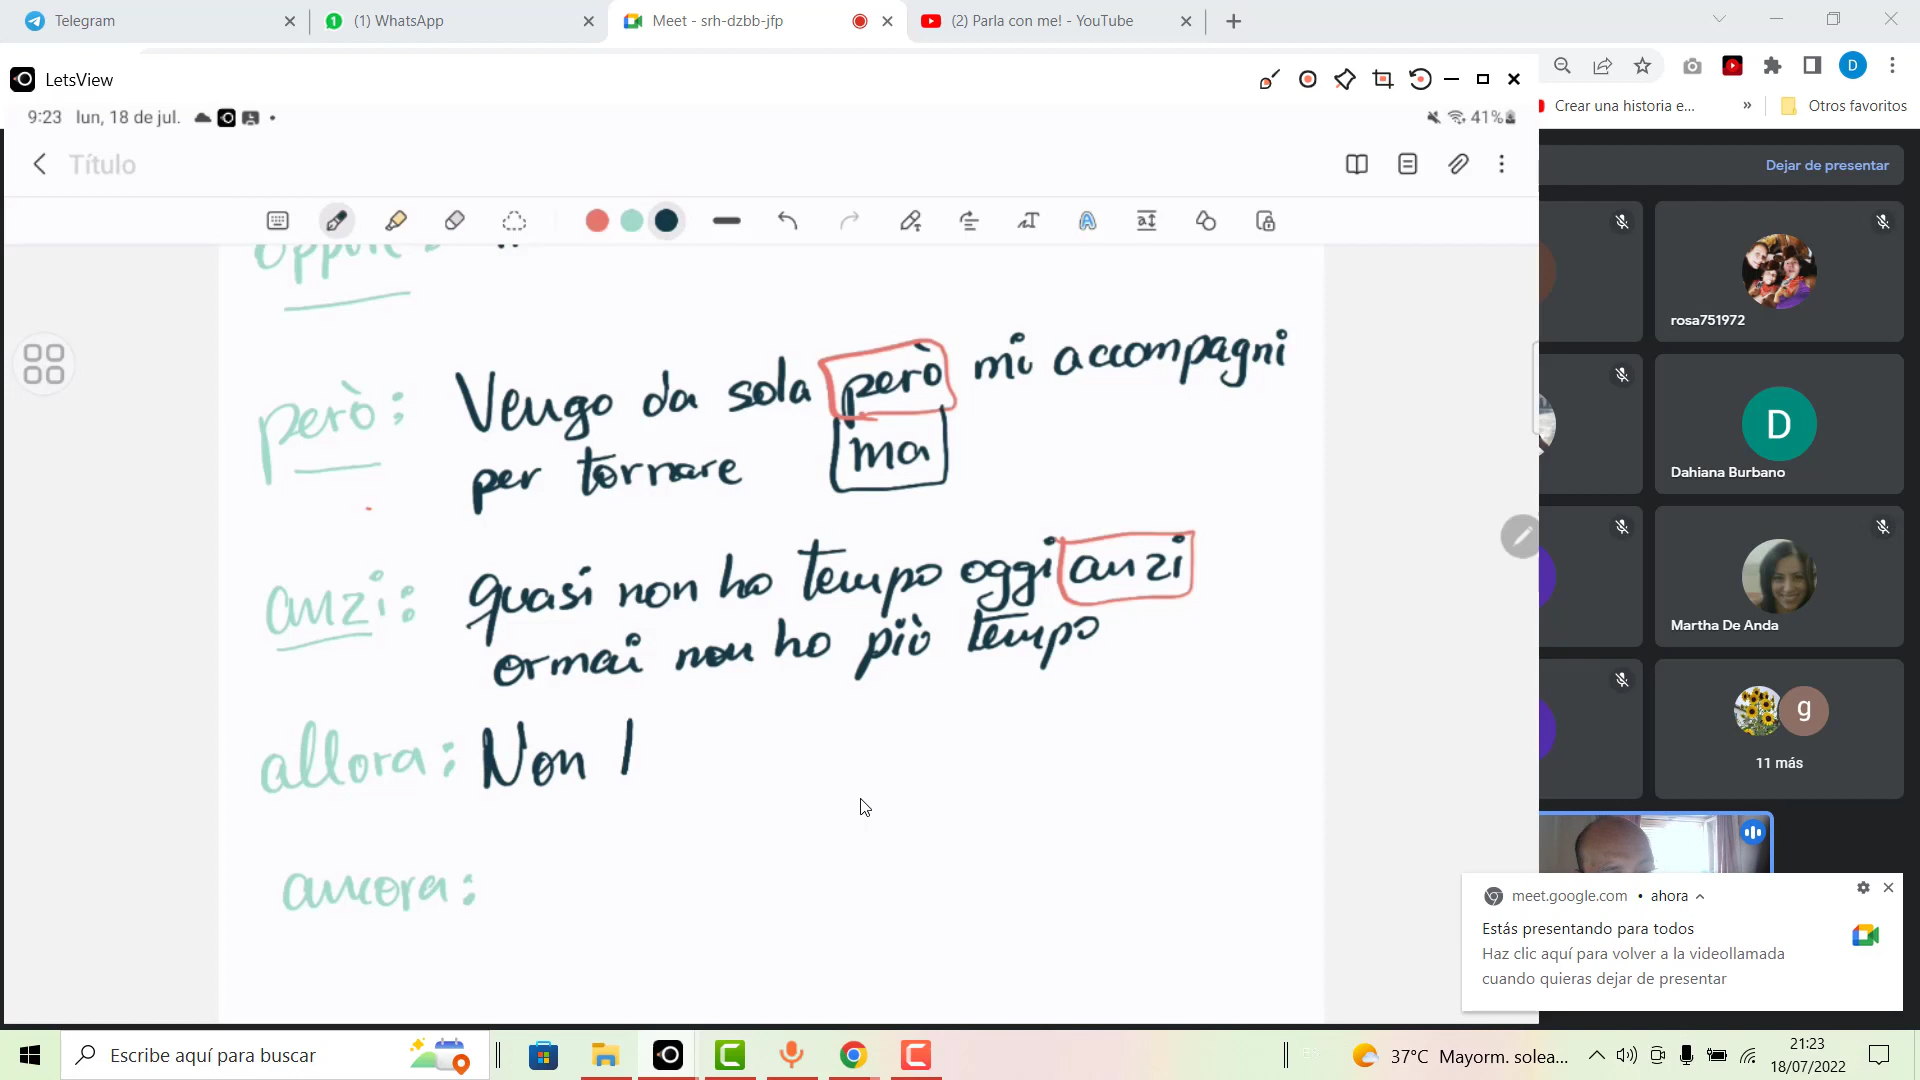 Telegram
(1) WhatsApp
Meet - srh-dzbb-jfp
(2) Parla con me! - YouTube
LetsView
Crear una historia e...
»
Otros favoritos
9:23 lun, 18 de jul.
41%
Título
Dejar de presentar
oppure:
però: Vengo da sola però mi accompagni
ma
per tornare
anzi: quasi non ho tempo oggi anzi
ormai non ho più tempo
allora: Non l
ancora:
rosa751972
D
Dahiana Burbano
Martha De Anda
g
11 más
meet.google.com • ahora
Estás presentando para todos
Haz clic aquí para volver a la videollamada
cuando quieras dejar de presentar
Escribe aquí para buscar
37°C Mayorm. solea...
21:23
18/07/2022